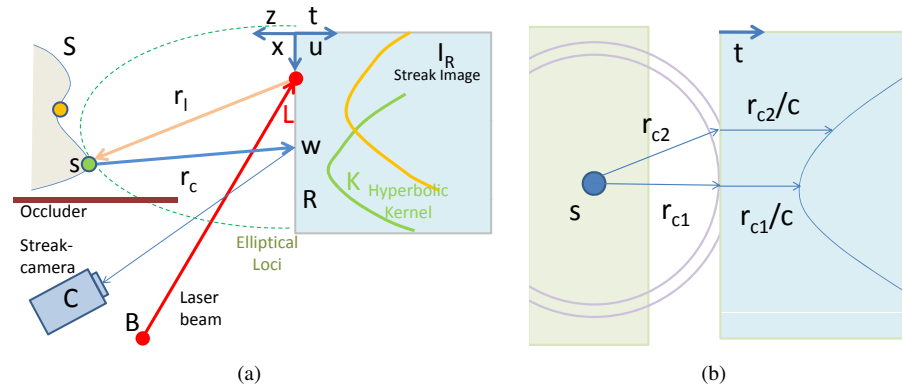 z
t
x
u
S
I_R
Streak Image
r_l
L
s
w
r_c
R
K
Hyperbolic
Kernel
Occluder
Elliptical
Loci
Streak-
camera
C
Laser
beam
B
(a)
t
r_c2
r_c2/c
s
r_c1
r_c1/c
(b)